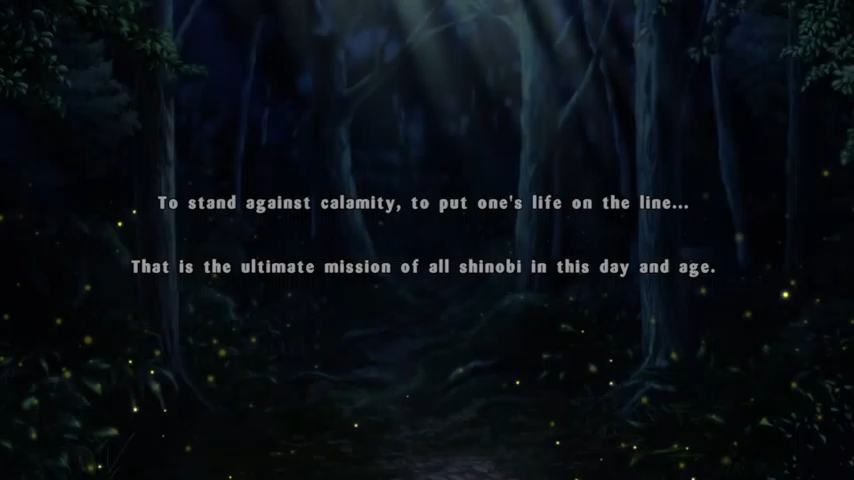 To stand against calamity, to put one's life on the line...
That is the ultimate mission of all shinobi in this day and age.